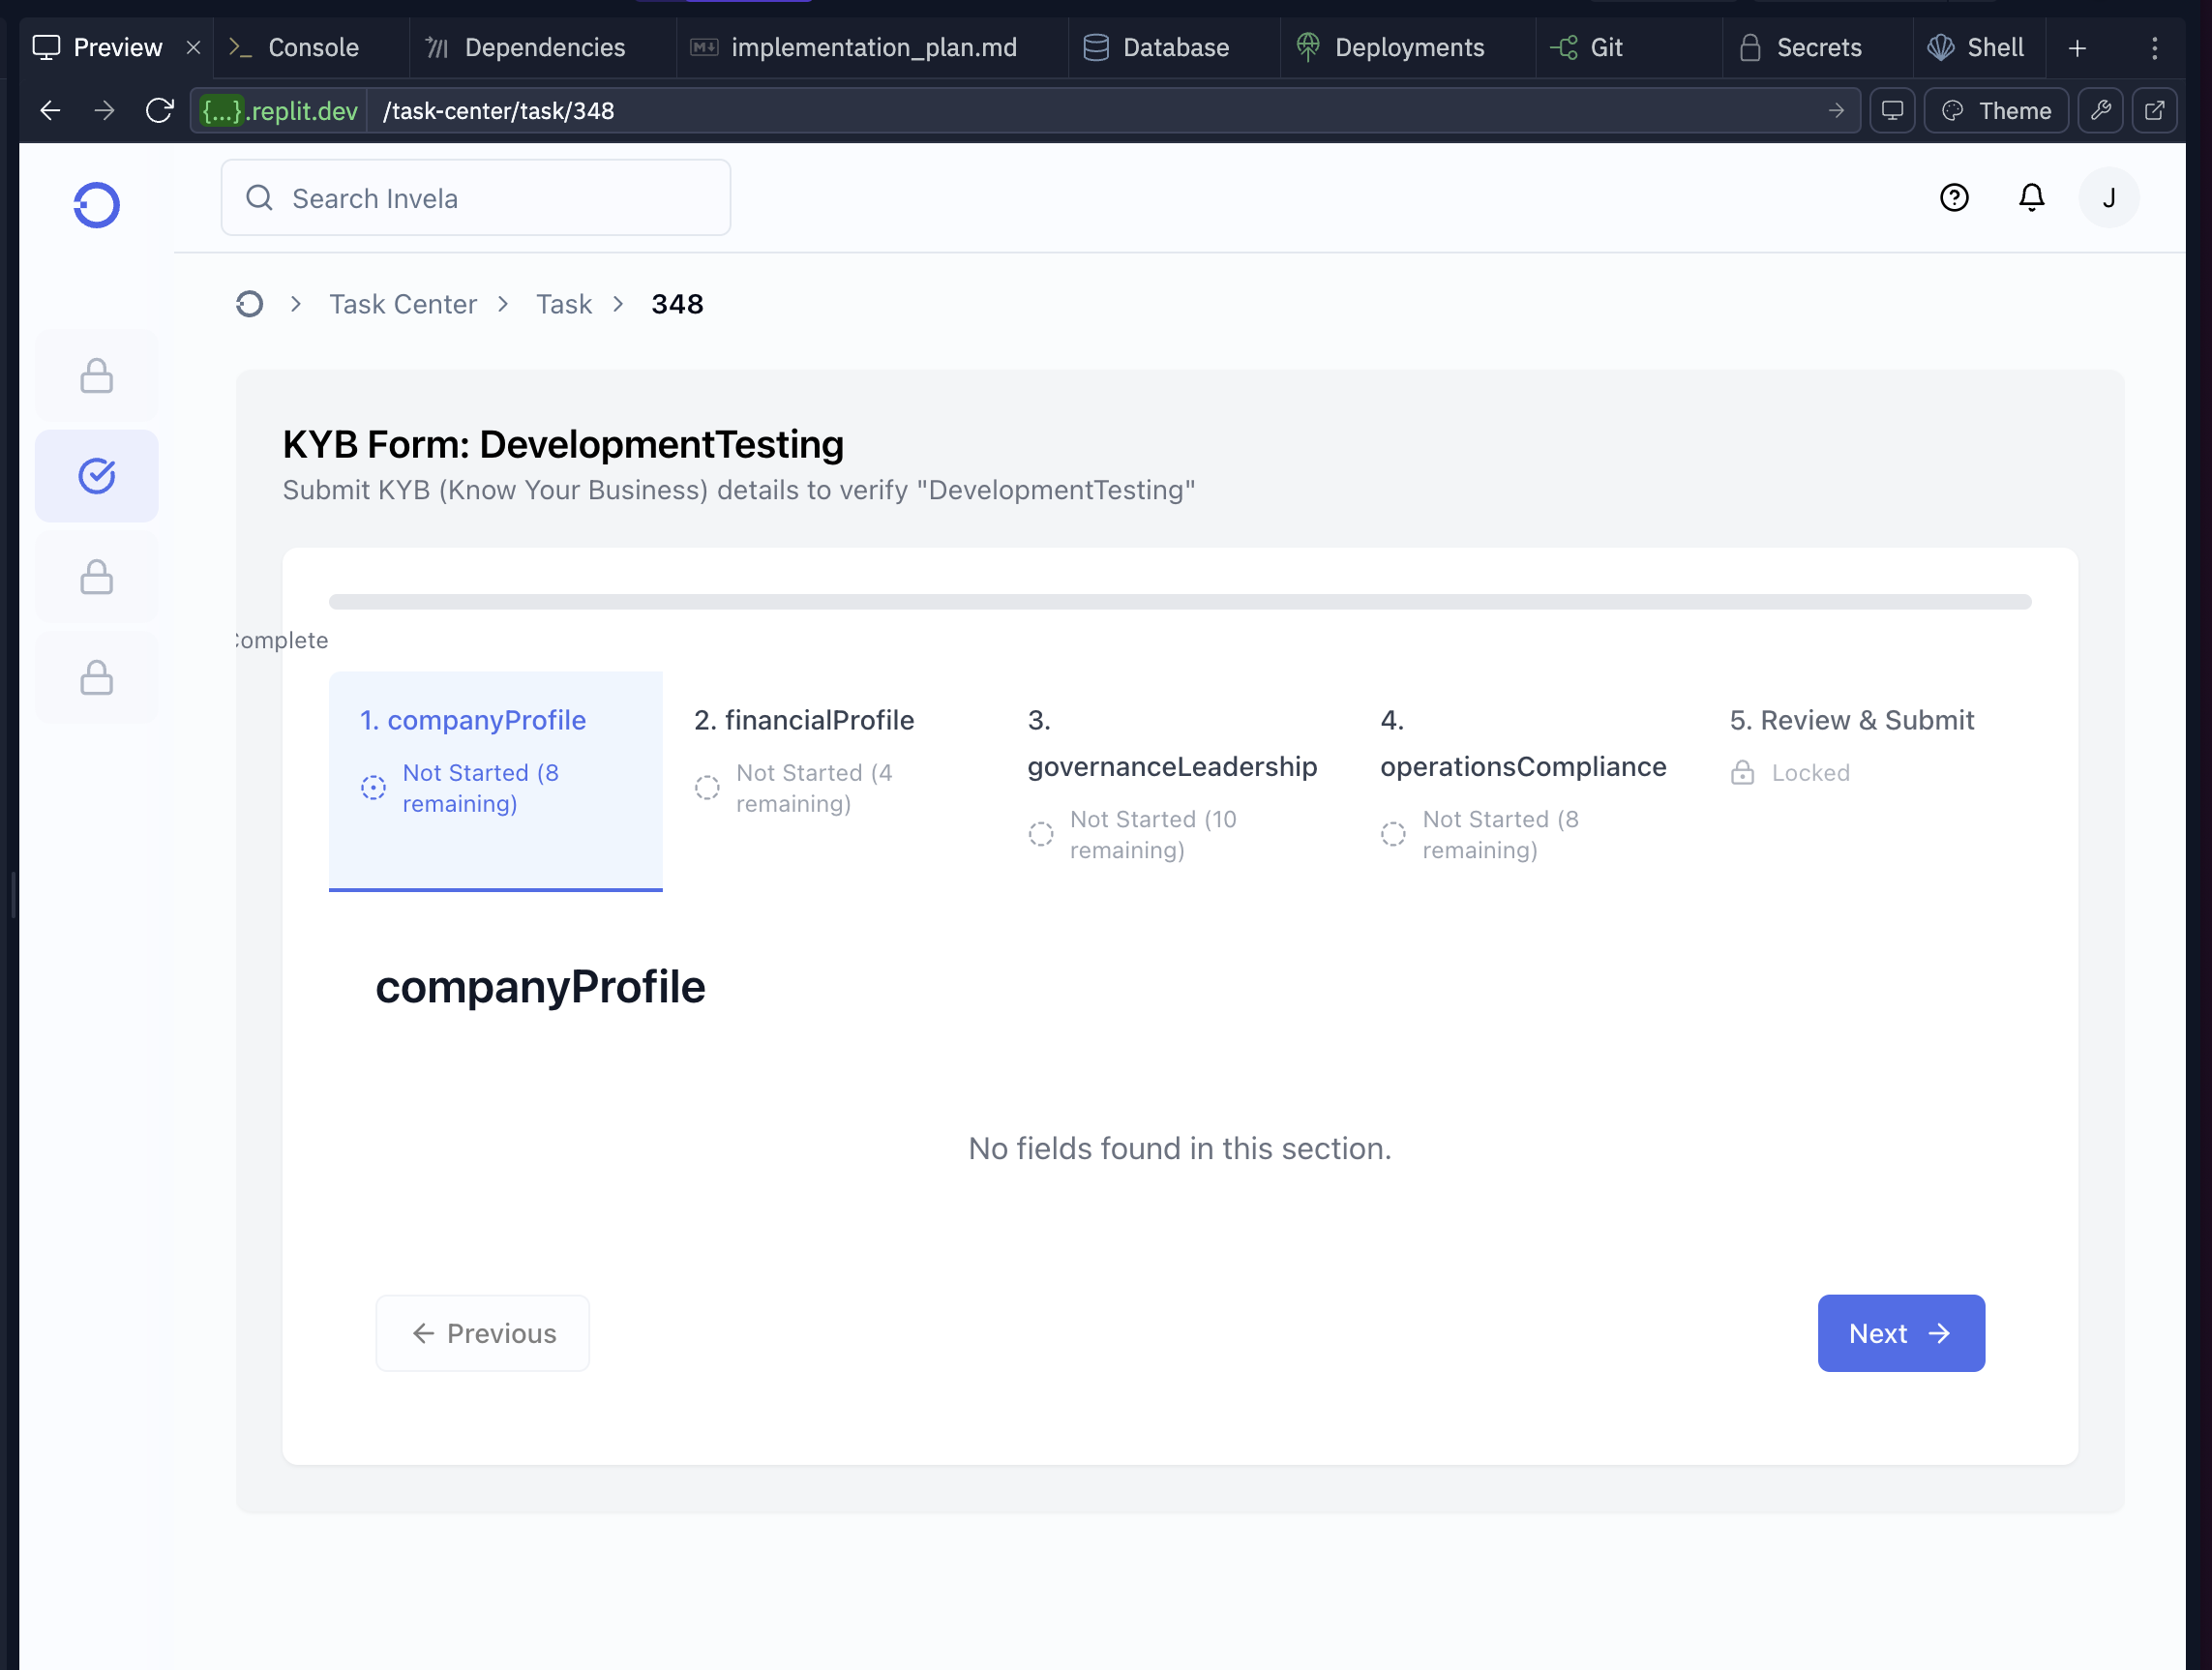 Preview
Console
Dependencies
implementation_plan.md
Database
Deployments
Git
Secrets
Shell
{...}.replit.dev
/task-center/task/348
Theme
Search Invela
J
Task Center
Task
348
KYB Form: DevelopmentTesting
Submit KYB (Know Your Business) details to verify "DevelopmentTesting"
Complete
1. companyProfile
Not Started (8
remaining)
2. financialProfile
Not Started (4
remaining)
3.
governanceLeadership
Not Started (10
remaining)
4.
operationsCompliance
Not Started (8
remaining)
5. Review & Submit
Locked
companyProfile
No fields found in this section.
Previous
Next